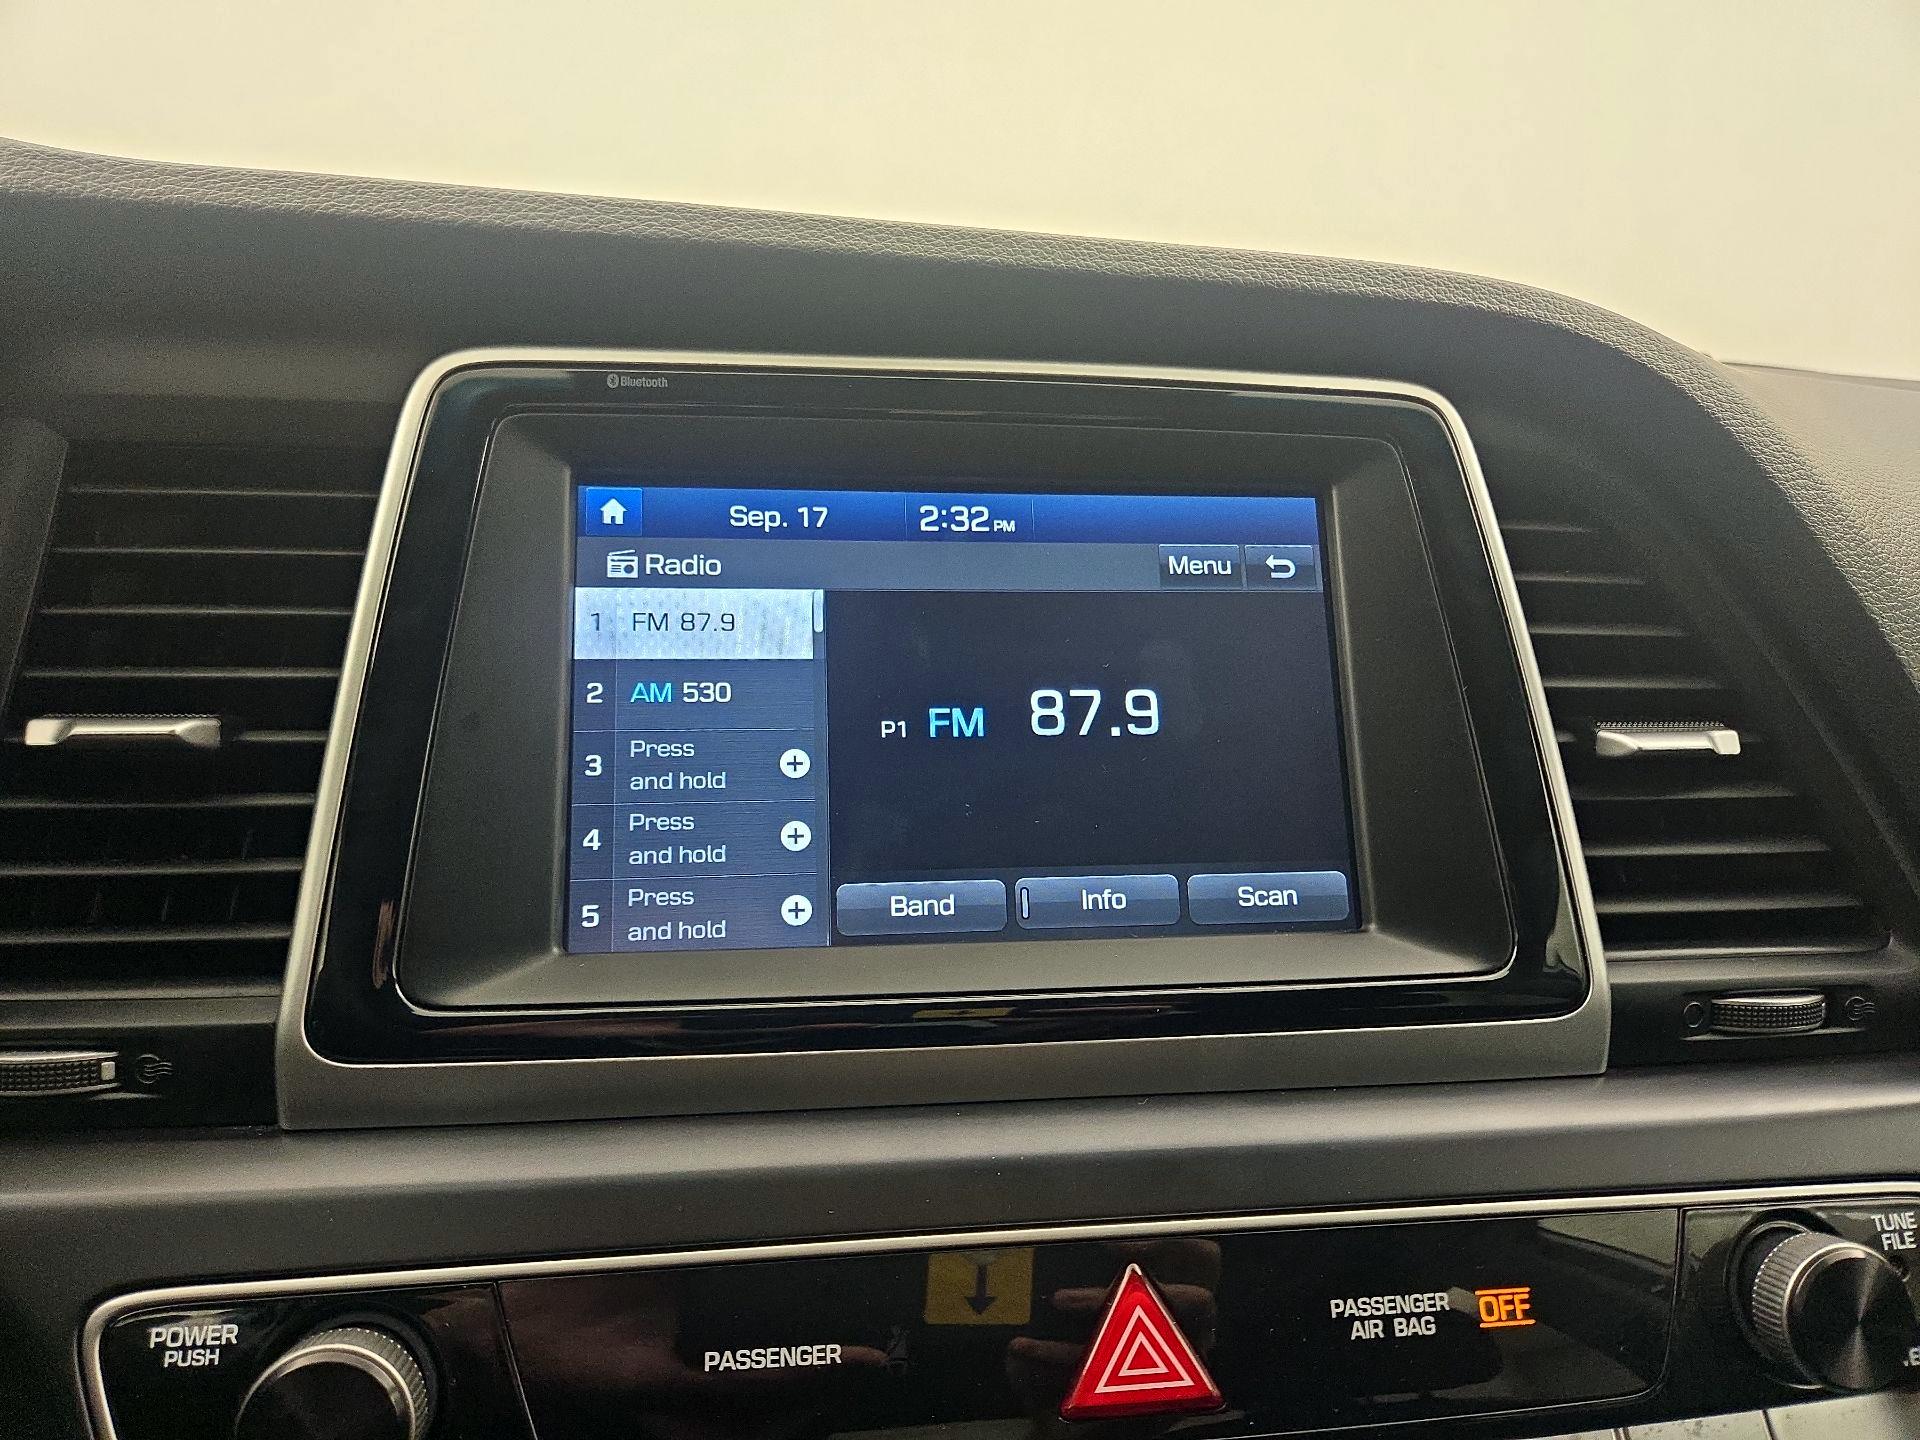 Bluetooth
Sep. 17
2:32 PM
Radio
Menu
1 FM 87.9
2 AM 530
3 Press
and hold
4 Press
and hold
5 Press
and hold
P1 FM 87.9
Band
Info
Scan
POWER
PUSH
PASSENGER
PASSENGER
AIR BAG
OFF
TUNE
FILE